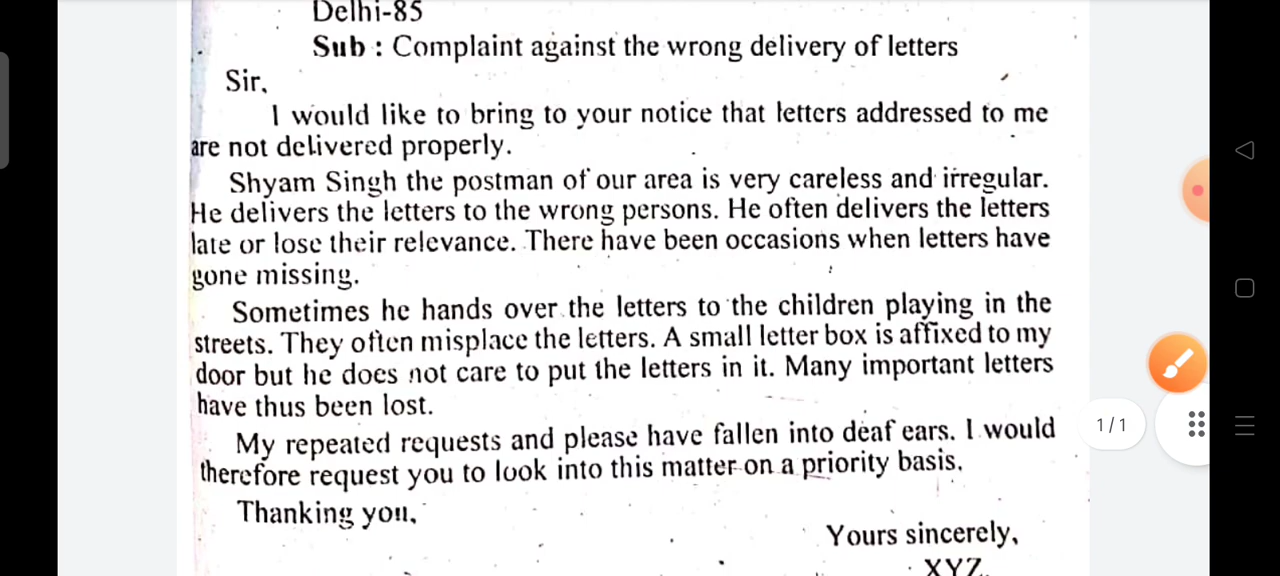 Delhi-85
Sub : Complaint against the wrong delivery of letters
Sir,
I would like to bring to your notice that letters addressed to me
are not delivered properly.
Shyam Singh the postman of our area is very careless and irregular.
He delivers the letters to the wrong persons. He often delivers the letters
late or lose their relevance. There have been occasions when letters have
gone missing.
Sometimes he hands over the letters to the children playing in the
streets. They often misplace the letters. A small letter box is affixed to my
door but he does not care to put the letters in it. Many important letters
have thus been lost.
1/1
My repeated requests and please have fallen into deaf ears. I would
therefore request you to look into this matter on a priority basis.
Thanking you,
Yours sincerely,
XYZ.